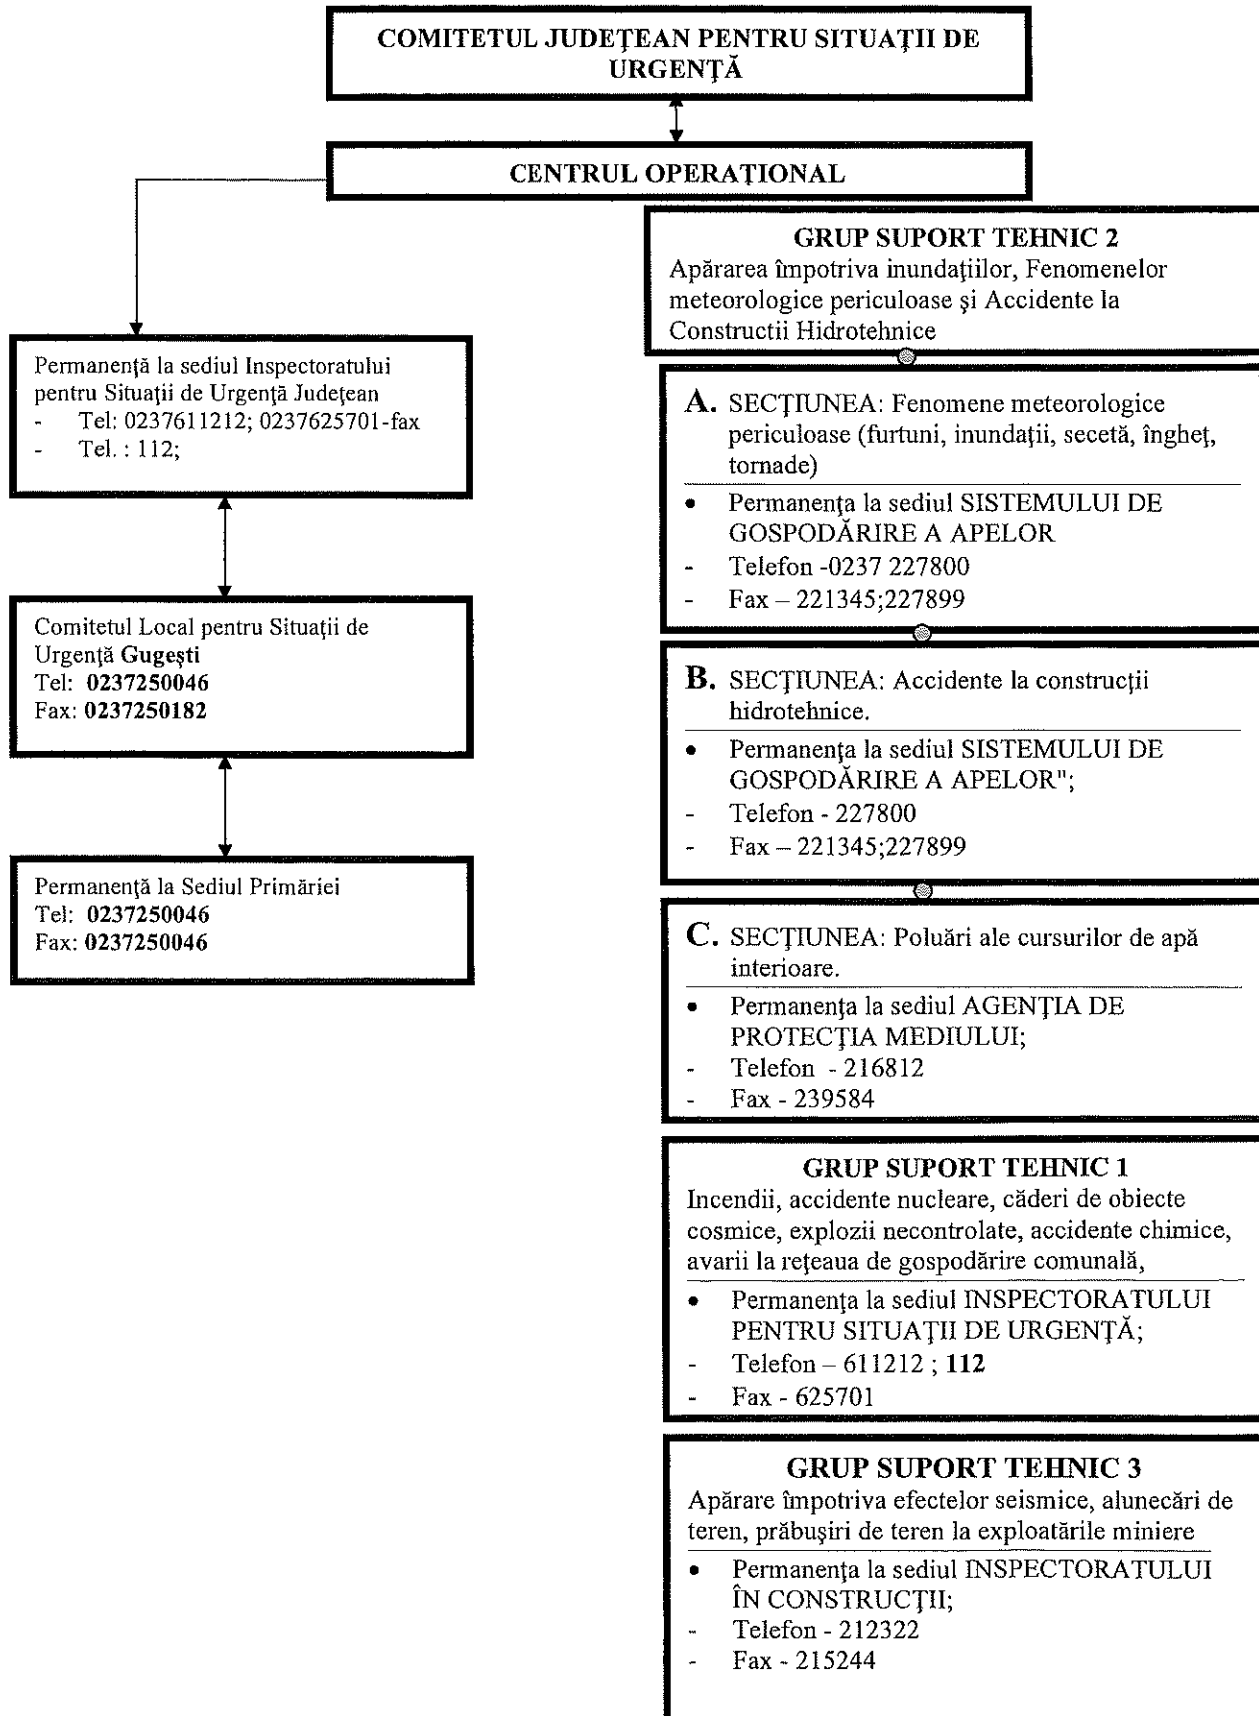 COMITETUL JUDEŢEAN PENTRU SITUAŢII DE
URGENŢĂ
CENTRUL OPERAŢIONAL
Permanenţă la sediul Inspectoratului
pentru Situaţii de Urgenţă Judeţean
- Tel: 0237611212; 0237625701-fax
- Tel. : 112;
Comitetul Local pentru Situaţii de
Urgenţă Gugeşti
Tel: 0237250046
Fax: 0237250182
Permanenţă la Sediul Primăriei
Tel: 0237250046
Fax: 0237250046
GRUP SUPORT TEHNIC 2
Apărarea împotriva inundaţiilor, Fenomenelor
meteorologice periculoase şi Accidente la
Constructii Hidrotehnice
A. SECŢIUNEA: Fenomene meteorologice
periculoase (furtuni, inundaţii, secetă, îngheţ,
tornade)
• Permanenţa la sediul SISTEMULUI DE
GOSPODĂRIRE A APELOR
- Telefon -0237 227800
- Fax – 221345;227899
B. SECŢIUNEA: Accidente la construcţii
hidrotehnice.
• Permanenţa la sediul SISTEMULUI DE
GOSPODĂRIRE A APELOR";
- Telefon - 227800
- Fax – 221345;227899
C. SECŢIUNEA: Poluări ale cursurilor de apă
interioare.
• Permanenţa la sediul AGENŢIA DE
PROTECŢIA MEDIULUI;
- Telefon - 216812
- Fax - 239584
GRUP SUPORT TEHNIC 1
Incendii, accidente nucleare, căderi de obiecte
cosmice, explozii necontrolate, accidente chimice,
avarii la reţeaua de gospodărire comunală,
• Permanenţa la sediul INSPECTORATULUI
PENTRU SITUAŢII DE URGENŢĂ;
- Telefon – 611212 ; 112
- Fax - 625701
GRUP SUPORT TEHNIC 3
Apărare împotriva efectelor seismice, alunecări de
teren, prăbuşiri de teren la exploatările miniere
• Permanenţa la sediul INSPECTORATULUI
ÎN CONSTRUCŢII;
- Telefon - 212322
- Fax - 215244